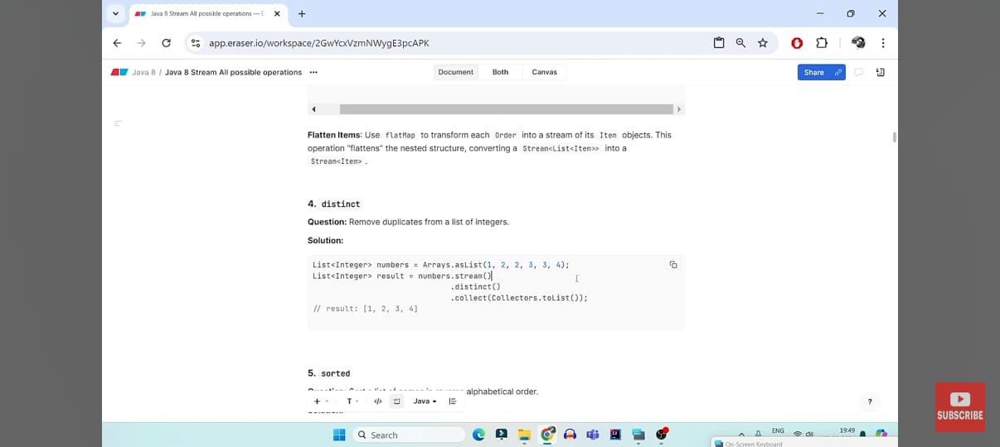 Java 8 Stream All possible operations —
app.eraser.io/workspace/2GwYcxVzmNWygE3pcAPK
Java 8 / Java 8 Stream All possible operations •••
Document Both Canvas
Share
Flatten Items: Use flatMap to transform each Order into a stream of its Item objects. This
operation "flattens" the nested structure, converting a Stream<List<Item>> into a
Stream<Item> .
4. distinct
Question: Remove duplicates from a list of integers.
Solution:
List<Integer> numbers = Arrays.asList(1, 2, 2, 3, 3, 4);
List<Integer> result = numbers.stream()
.distinct()
.collect(Collectors.toList());
// result: [1, 2, 3, 4]
5. sorted
alphabetical order.
+ T </> Java
?
Search
ENG
19:49
On-Screen Keyboard
SUBSCRIBE